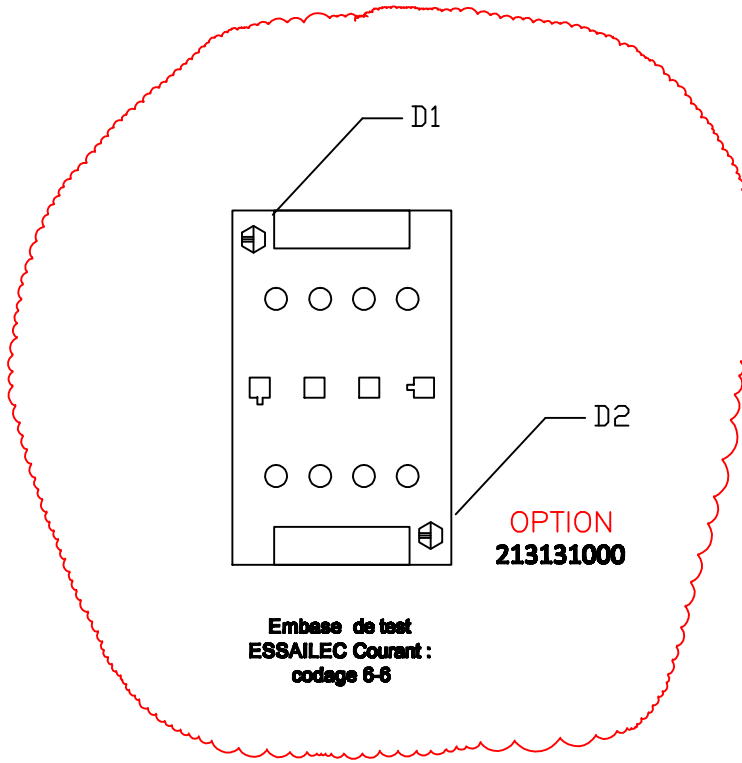 D1
D2
OPTION
213131000
Embase de test
ESSAILEC Courant :
codage 6-6